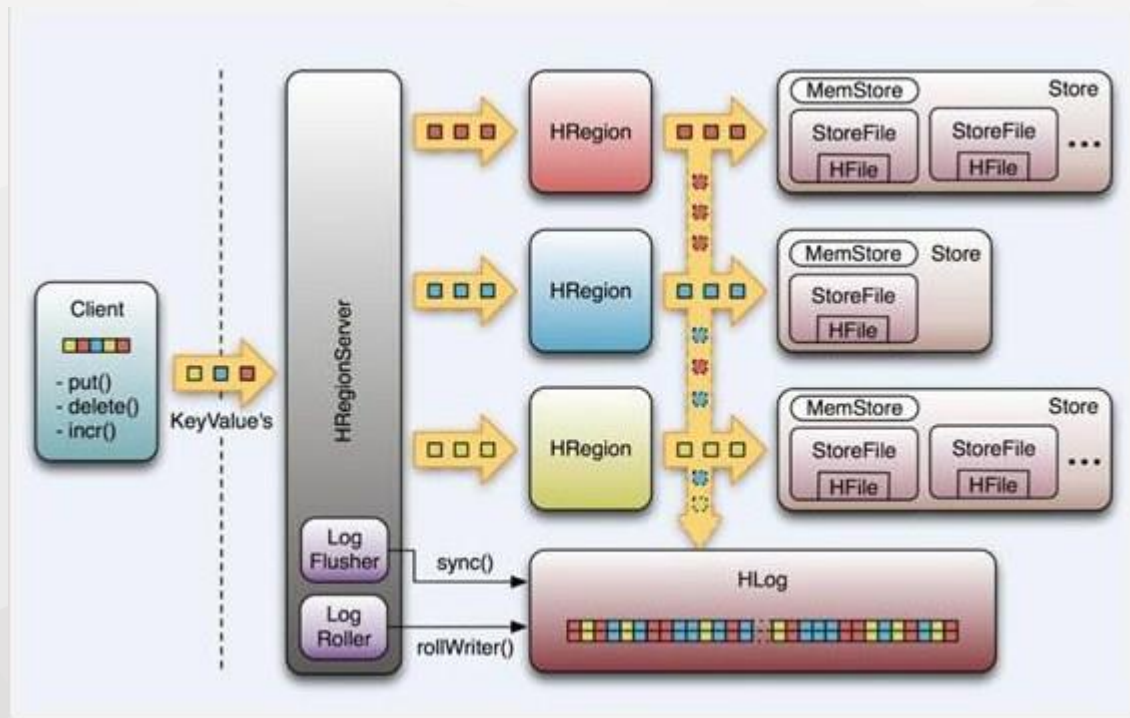 Client
- put()
- delete()
- incr()
KeyValue's
HRegionServer
Log
Flusher
Log
Roller
sync()
rollWriter()
HRegion
MemStore
Store
StoreFile
HFile
StoreFile
HFile
...
HRegion
MemStore
Store
StoreFile
HFile
HRegion
MemStore
Store
StoreFile
HFile
StoreFile
HFile
...
HLog